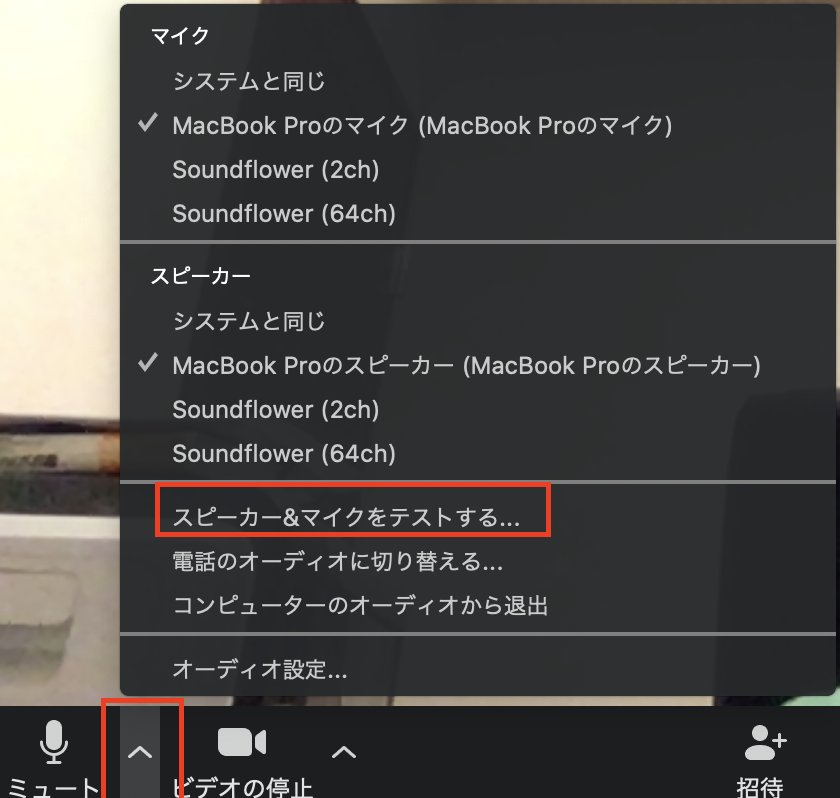 マイク
システムと同じ
MacBook Proのマイク (MacBook Proのマイク)
Soundflower (2ch)
Soundflower (64ch)
スピーカー
システムと同じ
MacBook Proのスピーカー (MacBook Proのスピーカー)
Soundflower (2ch)
Soundflower (64ch)
スピーカー&マイクをテストする...
電話のオーディオに切り替える...
コンピューターのオーディオから退出
オーディオ設定...
ミュート ビデオの停止 招待